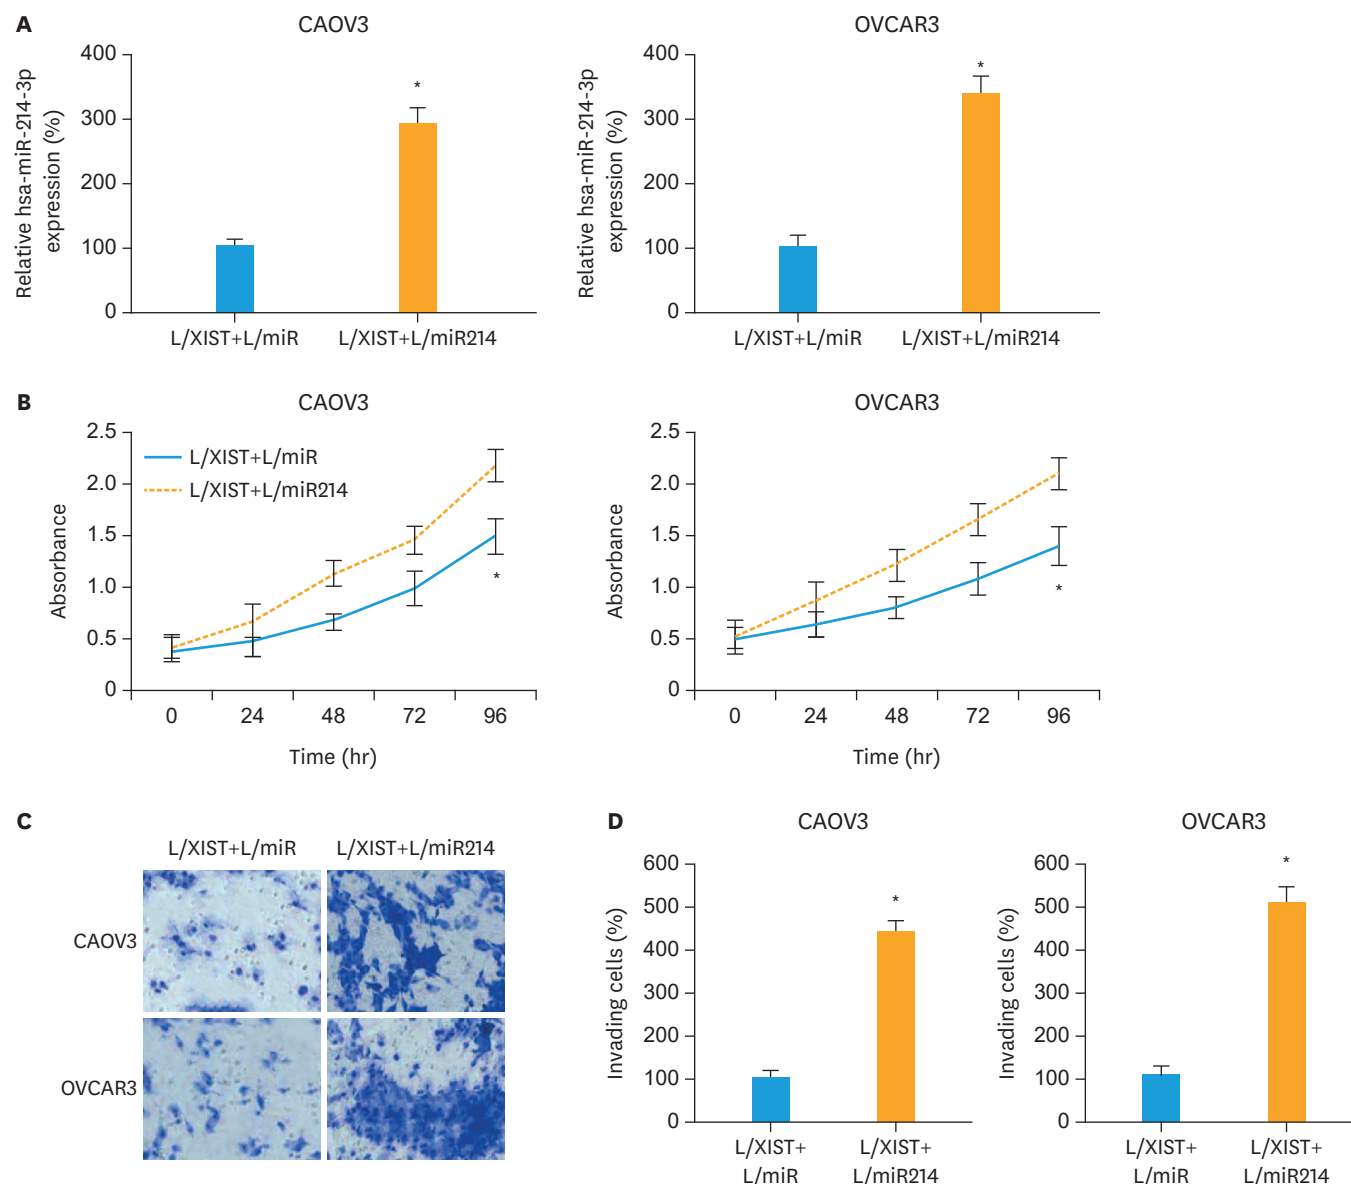 A
CAOV3
OVCAR3
Relative hsa-miR-214-3p
expression (%)
400
300
200
100
0
L/XIST+L/miR
L/XIST+L/miR214
*
Relative hsa-miR-214-3p
expression (%)
400
300
200
100
0
L/XIST+L/miR
L/XIST+L/miR214
*
B
CAOV3
OVCAR3
Absorbance
2.5
2.0
1.5
1.0
0.5
0
L/XIST+L/miR
L/XIST+L/miR214
*
0 24 48 72 96
Time (hr)
Absorbance
2.5
2.0
1.5
1.0
0.5
0
*
0 24 48 72 96
Time (hr)
C
L/XIST+L/miR L/XIST+L/miR214
CAOV3
OVCAR3
D
CAOV3
OVCAR3
Invading cells (%)
600
500
400
300
200
100
0
*
L/XIST+
L/miR
L/XIST+
L/miR214
Invading cells (%)
600
500
400
300
200
100
0
*
L/XIST+
L/miR
L/XIST+
L/miR214